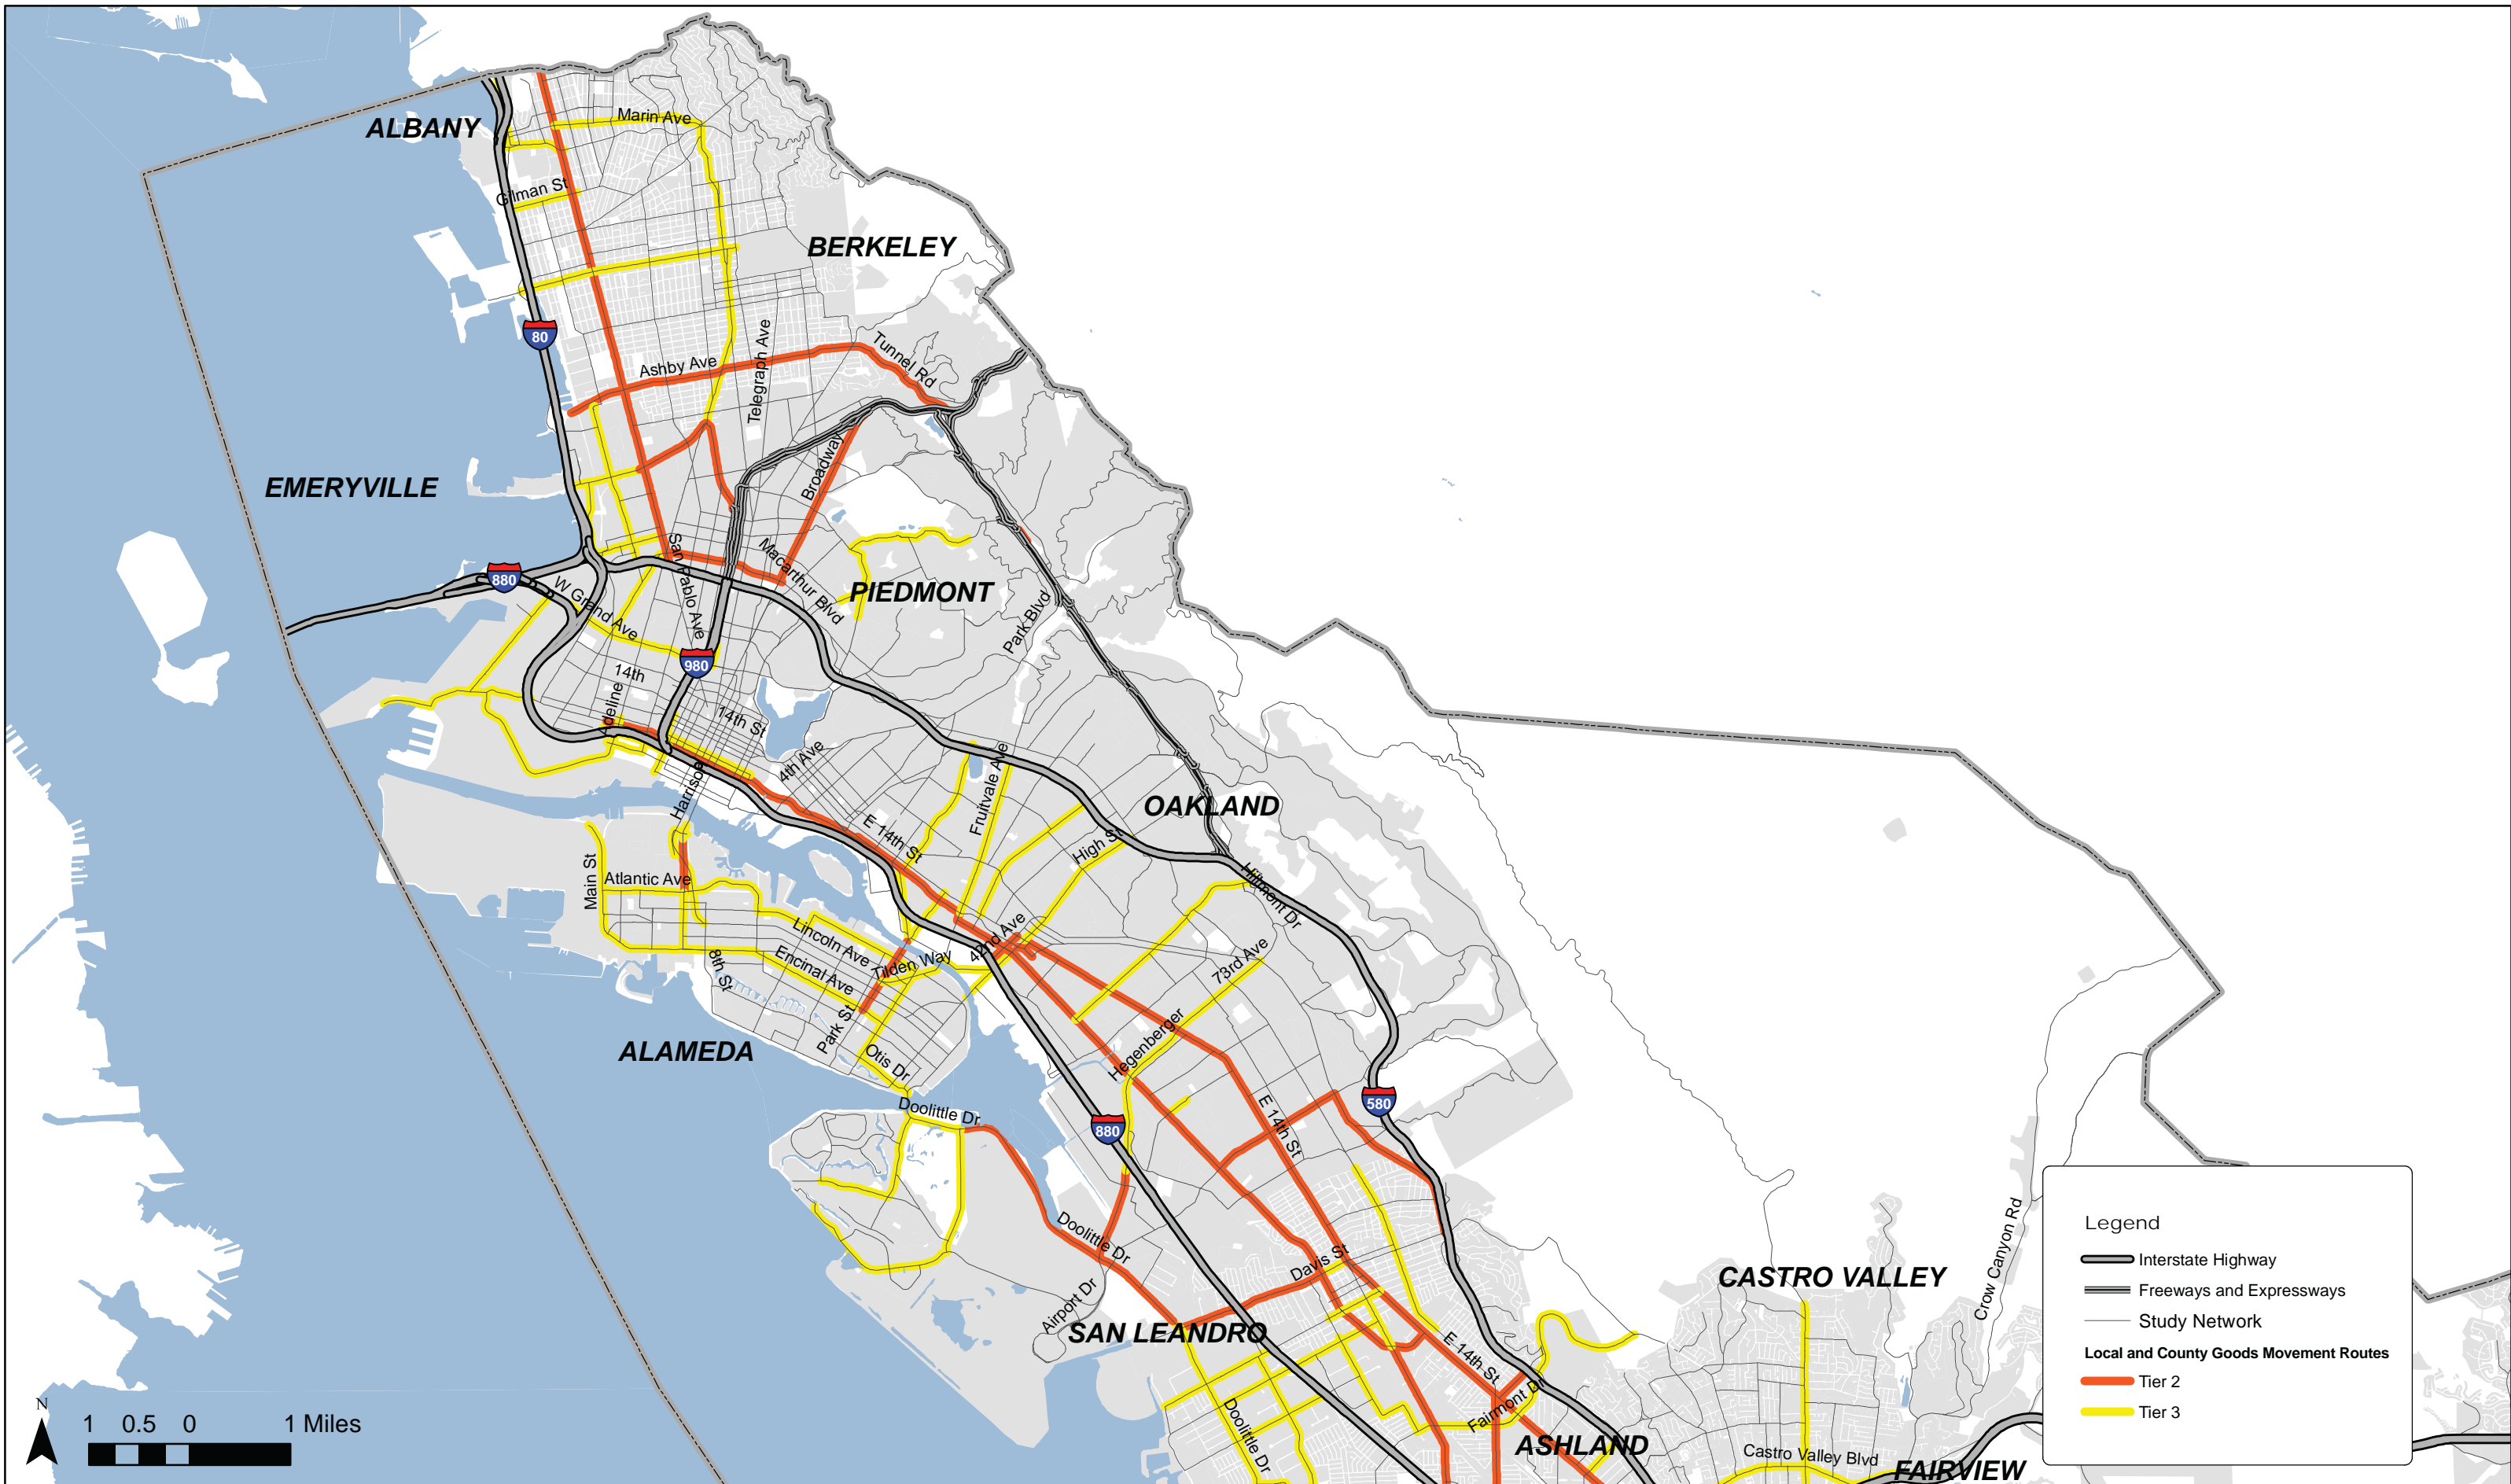 ALBANY
Marin Ave
Gilman St
BERKELEY
80
Ashby Ave
Telegraph Ave
Tunnel Rd
Broadway
EMERYVILLE
San Pablo Ave
Macarthur Blvd
880
W Grand Ave
PIEDMONT
Park Blvd
980
14th
Adeline
14th St
4th Ave
Harrison
Fruitvale Ave
OAKLAND
E 14th St
High St
Hillmont Dr
Main St
Atlantic Ave
Lincoln Ave
Encinal Ave
8th St
Tilden Way
42nd Ave
73rd Ave
Park St
Hegenberger
ALAMEDA
Otis Dr
Doolittle Dr
880
E 14th St
580
Doolittle Dr
Davis St
Airport Dr
SAN LEANDRO
E 14th St
Fairmont Dr
Doolittle Dr
ASHLAND
CASTRO VALLEY
Crow Canyon Rd
Castro Valley Blvd
FAIRVIEW
Legend
Interstate Highway
Freeways and Expressways
Study Network
Local and County Goods Movement Routes
Tier 2
Tier 3
N
1 0.5 0 1 Miles